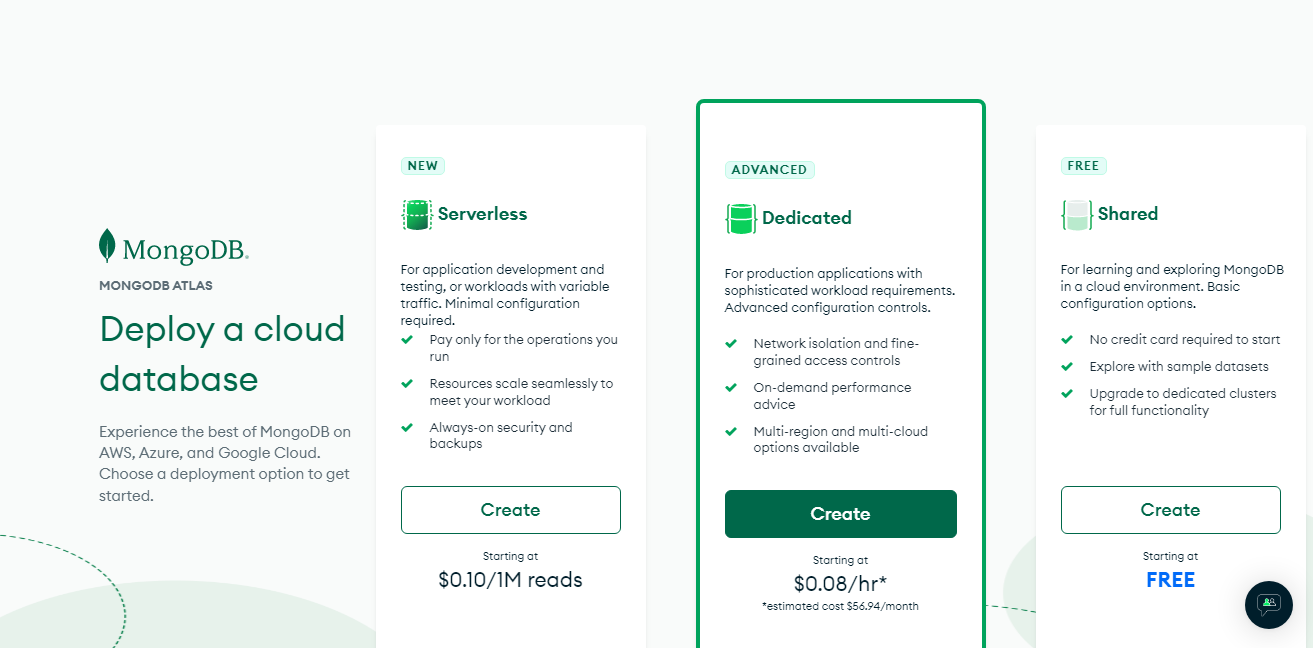 MongoDB.
MONGODB ATLAS
Deploy a cloud
database
Experience the best of MongoDB on
AWS, Azure, and Google Cloud.
Choose a deployment option to get
started.
NEW
Serverless
For application development and
testing, or workloads with variable
traffic. Minimal configuration
required.
Pay only for the operations you
run
Resources scale seamlessly to
meet your workload
Always-on security and
backups
Create
Starting at
$0.10/1M reads
ADVANCED
Dedicated
For production applications with
sophisticated workload requirements.
Advanced configuration controls.
Network isolation and fine-
grained access controls
On-demand performance
advice
Multi-region and multi-cloud
options available
Create
Starting at
$0.08/hr*
*estimated cost $56.94/month
FREE
Shared
For learning and exploring MongoDB
in a cloud environment. Basic
configuration options.
No credit card required to start
Explore with sample datasets
Upgrade to dedicated clusters
for full functionality
Create
Starting at
FREE